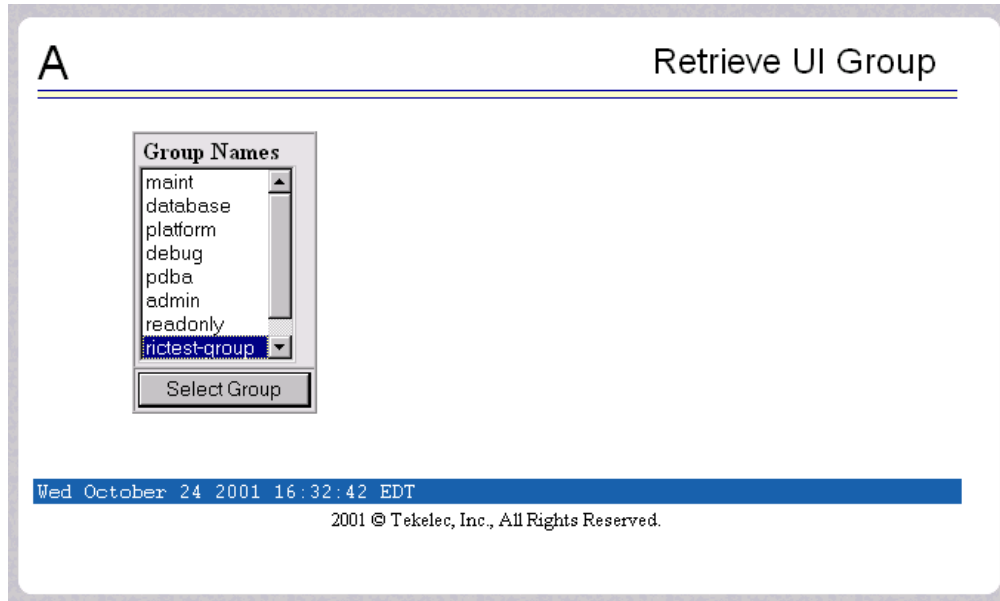 A
Retrieve UI Group
Group Names
maint
database
platform
debug
pdba
admin
readonly
rictest-group
Select Group
Wed October 24 2001 16:32:42 EDT
2001 © Tekelec, Inc., All Rights Reserved.